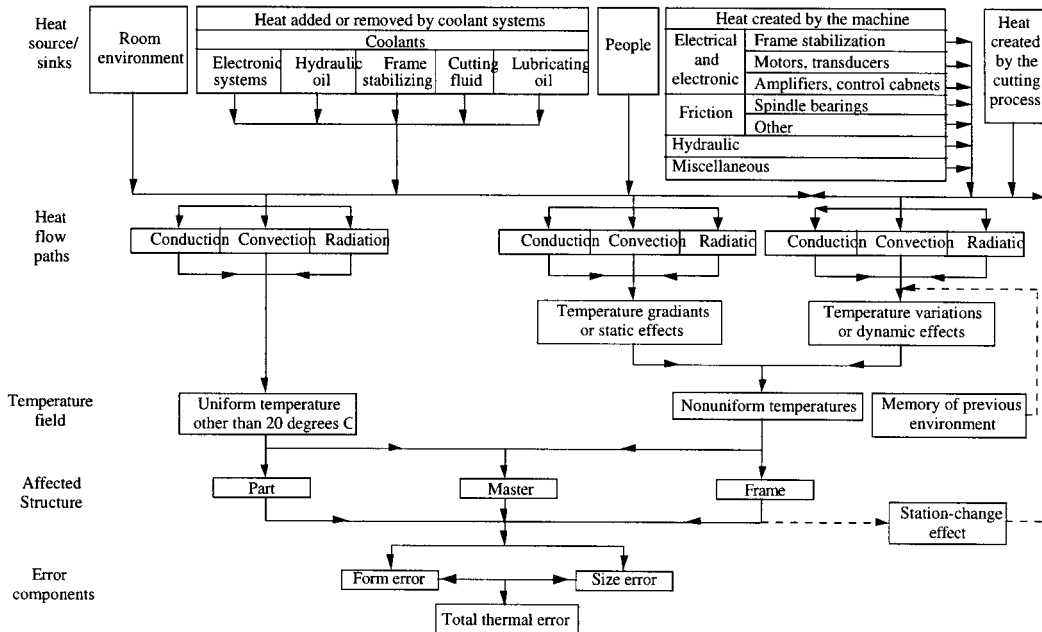 Heat
source/
sinks
Room
environment
Heat added or removed by coolant systems
Coolants
Electronic
systems
Hydraulic
oil
Frame
stabilizing
Cutting
fluid
Lubricating
oil
People
Heat created by the machine
Electrical
and
electronic
Frame stabilization
Motors, transducers
Amplifiers, control cabnets
Friction
Spindle bearings
Other
Hydraulic
Miscellaneous
Heat
created
by the
cutting
process
Heat
flow
paths
Conduction
Convection
Radiation
Conduction
Convection
Radiatic
Conduction
Convection
Radiatic
Temperature gradiants
or static effects
Temperature variations
or dynamic effects
Temperature
field
Uniform temperature
other than 20 degrees C
Nonuniform temperatures
Memory of previous
environment
Affected
Structure
Part
Master
Frame
Station-change
effect
Error
components
Form error
Size error
Total thermal error